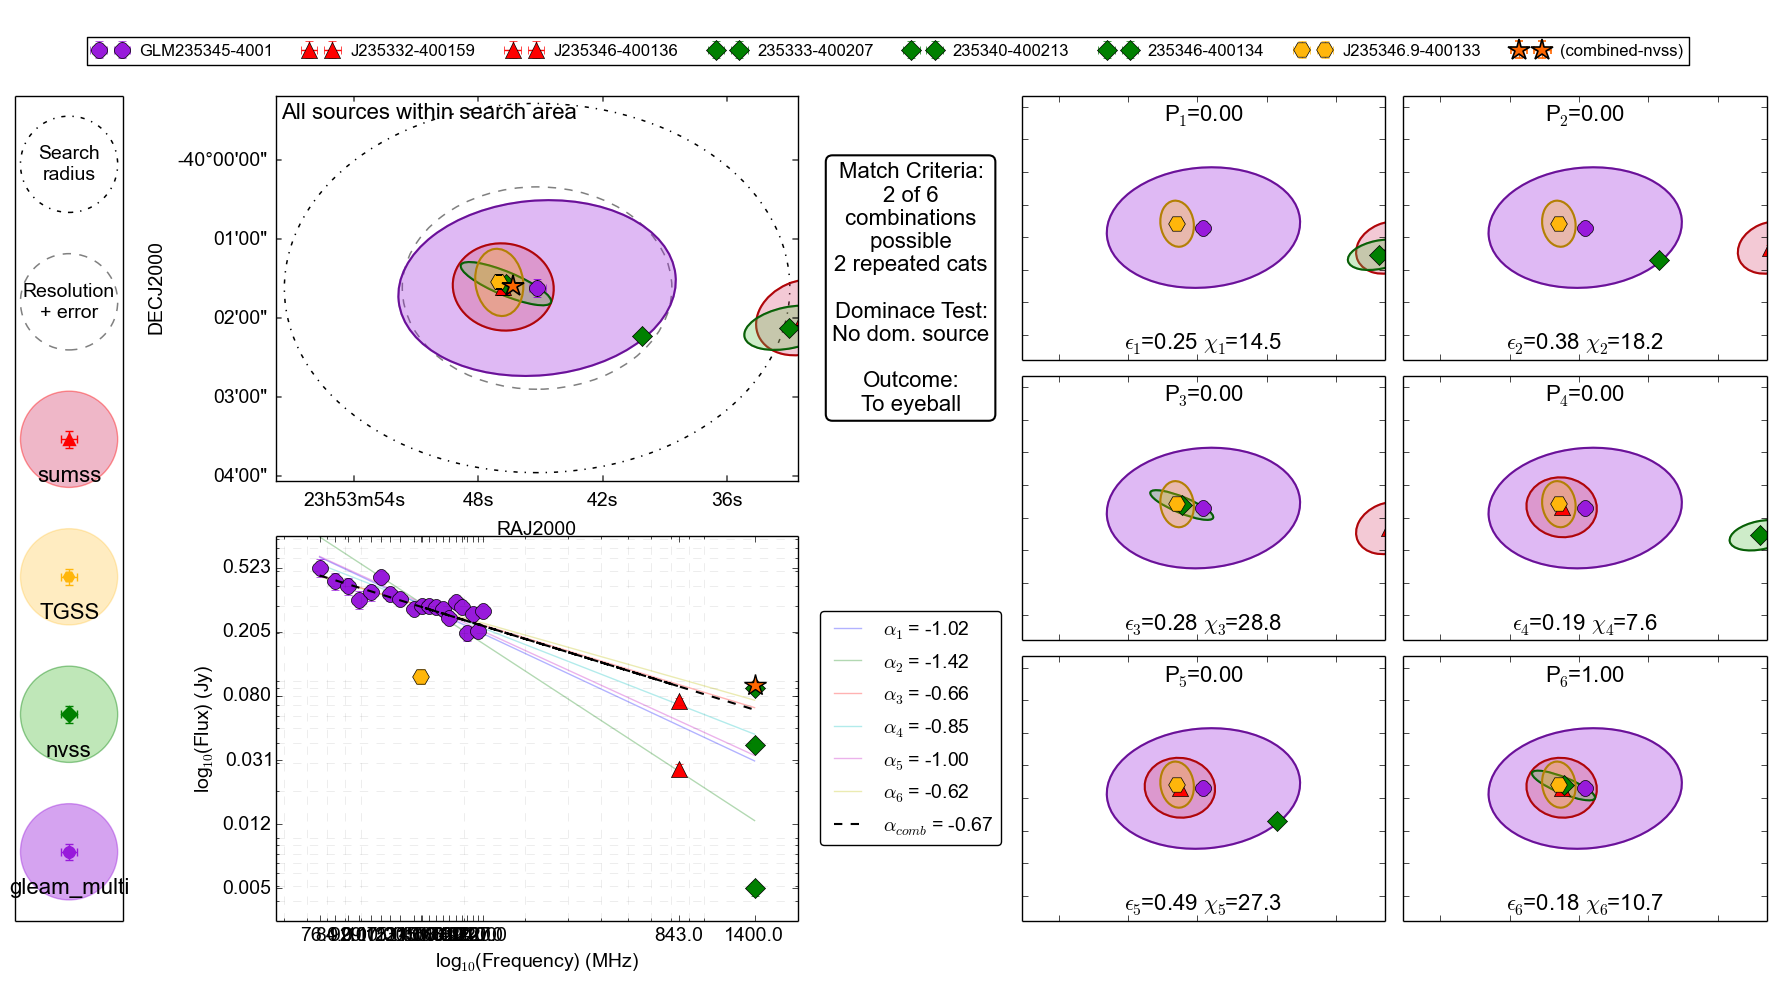 GLM235345-4001 J235332-400159 J235346-400136 235333-400207 235340-400213 235346-400134 J235346.9-400133 (combined-nvss)
Search
radius
Resolution
+ error
sumss
TGSS
nvss
gleam_multi
All sources within search area
DECJ2000
-40°00'00"
01'00"
02'00"
03'00"
04'00"
23h53m54s 48s 42s 36s
RAJ2000
Match Criteria:
2 of 6
combinations
possible
2 repeated cats
Dominace Test:
No dom. source
Outcome:
To eyeball
log10(Flux) (Jy)
0.523
0.205
0.080
0.031
0.012
0.005
843.0 1400.0
log10(Frequency) (MHz)
α1 = -1.02
α2 = -1.42
α3 = -0.66
α4 = -0.85
α5 = -1.00
α6 = -0.62
αcomb = -0.67
P1=0.00
ϵ1=0.25 χ1=14.5
P2=0.00
ϵ2=0.38 χ2=18.2
P3=0.00
ϵ3=0.28 χ3=28.8
P4=0.00
ϵ4=0.19 χ4=7.6
P5=0.00
ϵ5=0.49 χ5=27.3
P6=1.00
ϵ6=0.18 χ6=10.7